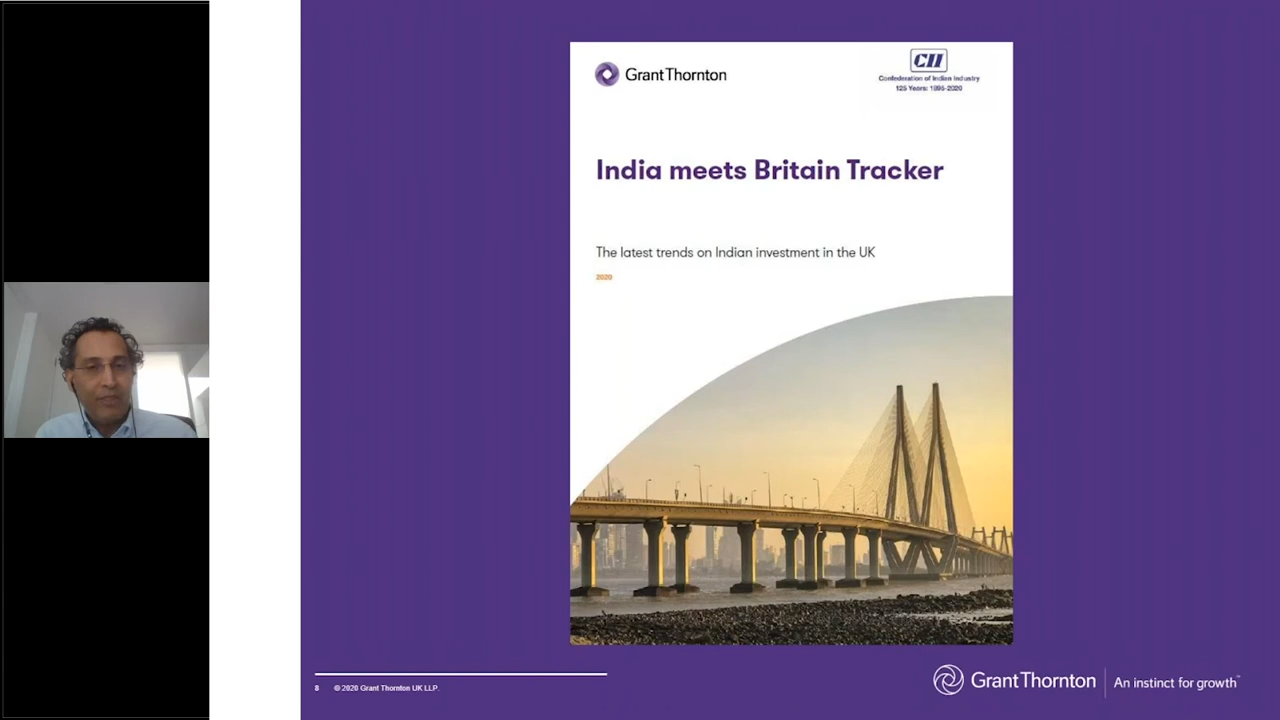 Grant Thornton
CII
Confederation of Indian Industry
125 Years: 1895-2020
India meets Britain Tracker
The latest trends on Indian investment in the UK
2020
8 © 2020 Grant Thornton UK LLP.
Grant Thornton
An instinct for growth™